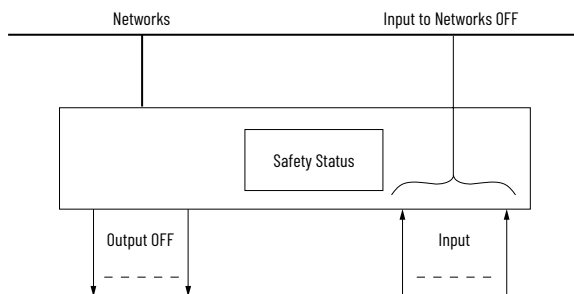 Networks
Input to Networks OFF
Safety Status
Output OFF
Input